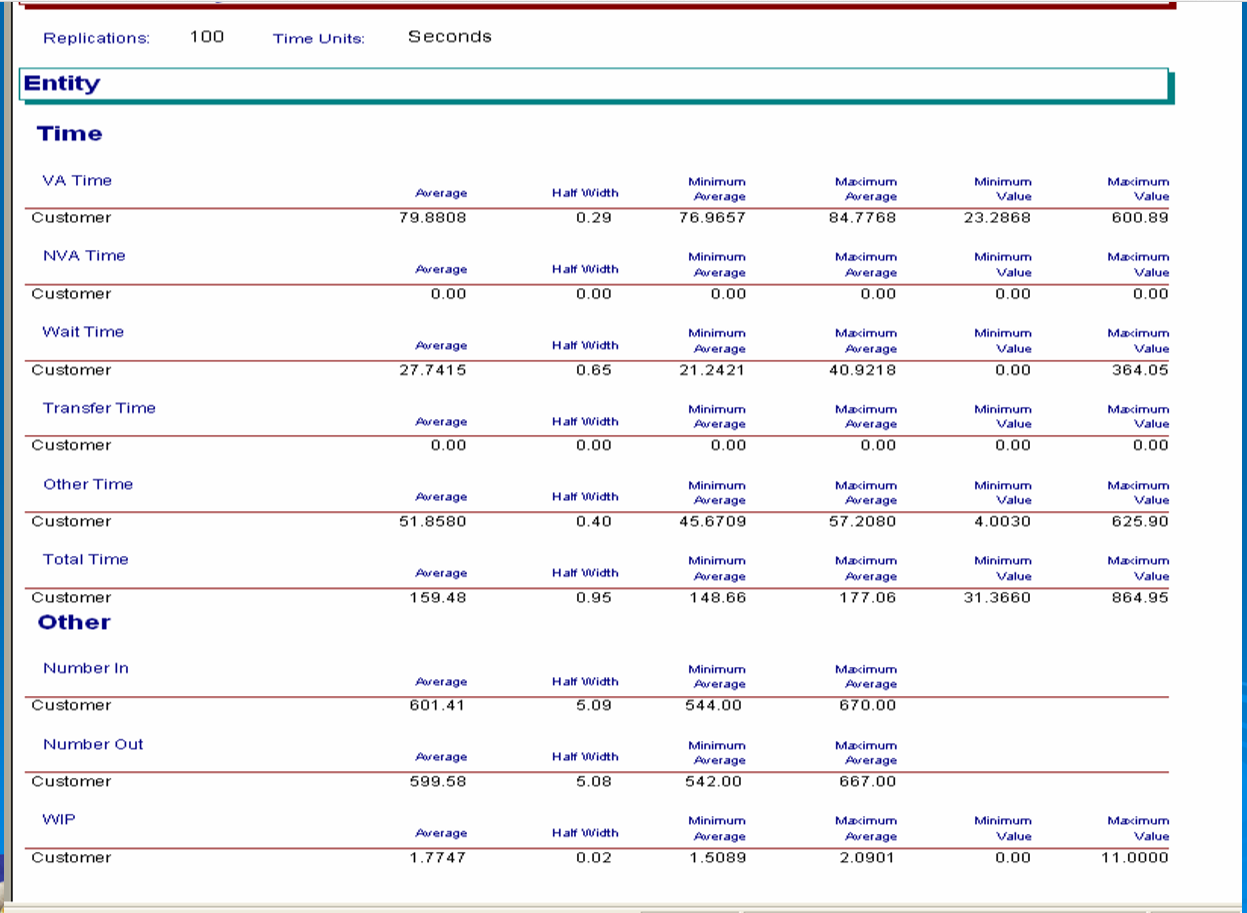 Replications: 100 Time Units: Seconds
Entity
Time
VA Time Average Half Width Minimum Average Maximum Average Minimum Value Maximum Value
Customer 79.8808 0.29 76.9657 84.7768 23.2868 600.89
NVA Time Average Half Width Minimum Average Maximum Average Minimum Value Maximum Value
Customer 0.00 0.00 0.00 0.00 0.00 0.00
Wait Time Average Half Width Minimum Average Maximum Average Minimum Value Maximum Value
Customer 27.7415 0.65 21.2421 40.9218 0.00 364.05
Transfer Time Average Half Width Minimum Average Maximum Average Minimum Value Maximum Value
Customer 0.00 0.00 0.00 0.00 0.00 0.00
Other Time Average Half Width Minimum Average Maximum Average Minimum Value Maximum Value
Customer 51.8580 0.40 45.6709 57.2080 4.0030 625.90
Total Time Average Half Width Minimum Average Maximum Average Minimum Value Maximum Value
Customer 159.48 0.95 148.66 177.06 31.3660 864.95
Other
Number In Average Half Width Minimum Average Maximum Average
Customer 601.41 5.09 544.00 670.00
Number Out Average Half Width Minimum Average Maximum Average
Customer 599.58 5.08 542.00 667.00
WIP Average Half Width Minimum Average Maximum Average Minimum Value Maximum Value
Customer 1.7747 0.02 1.5089 2.0901 0.00 11.0000